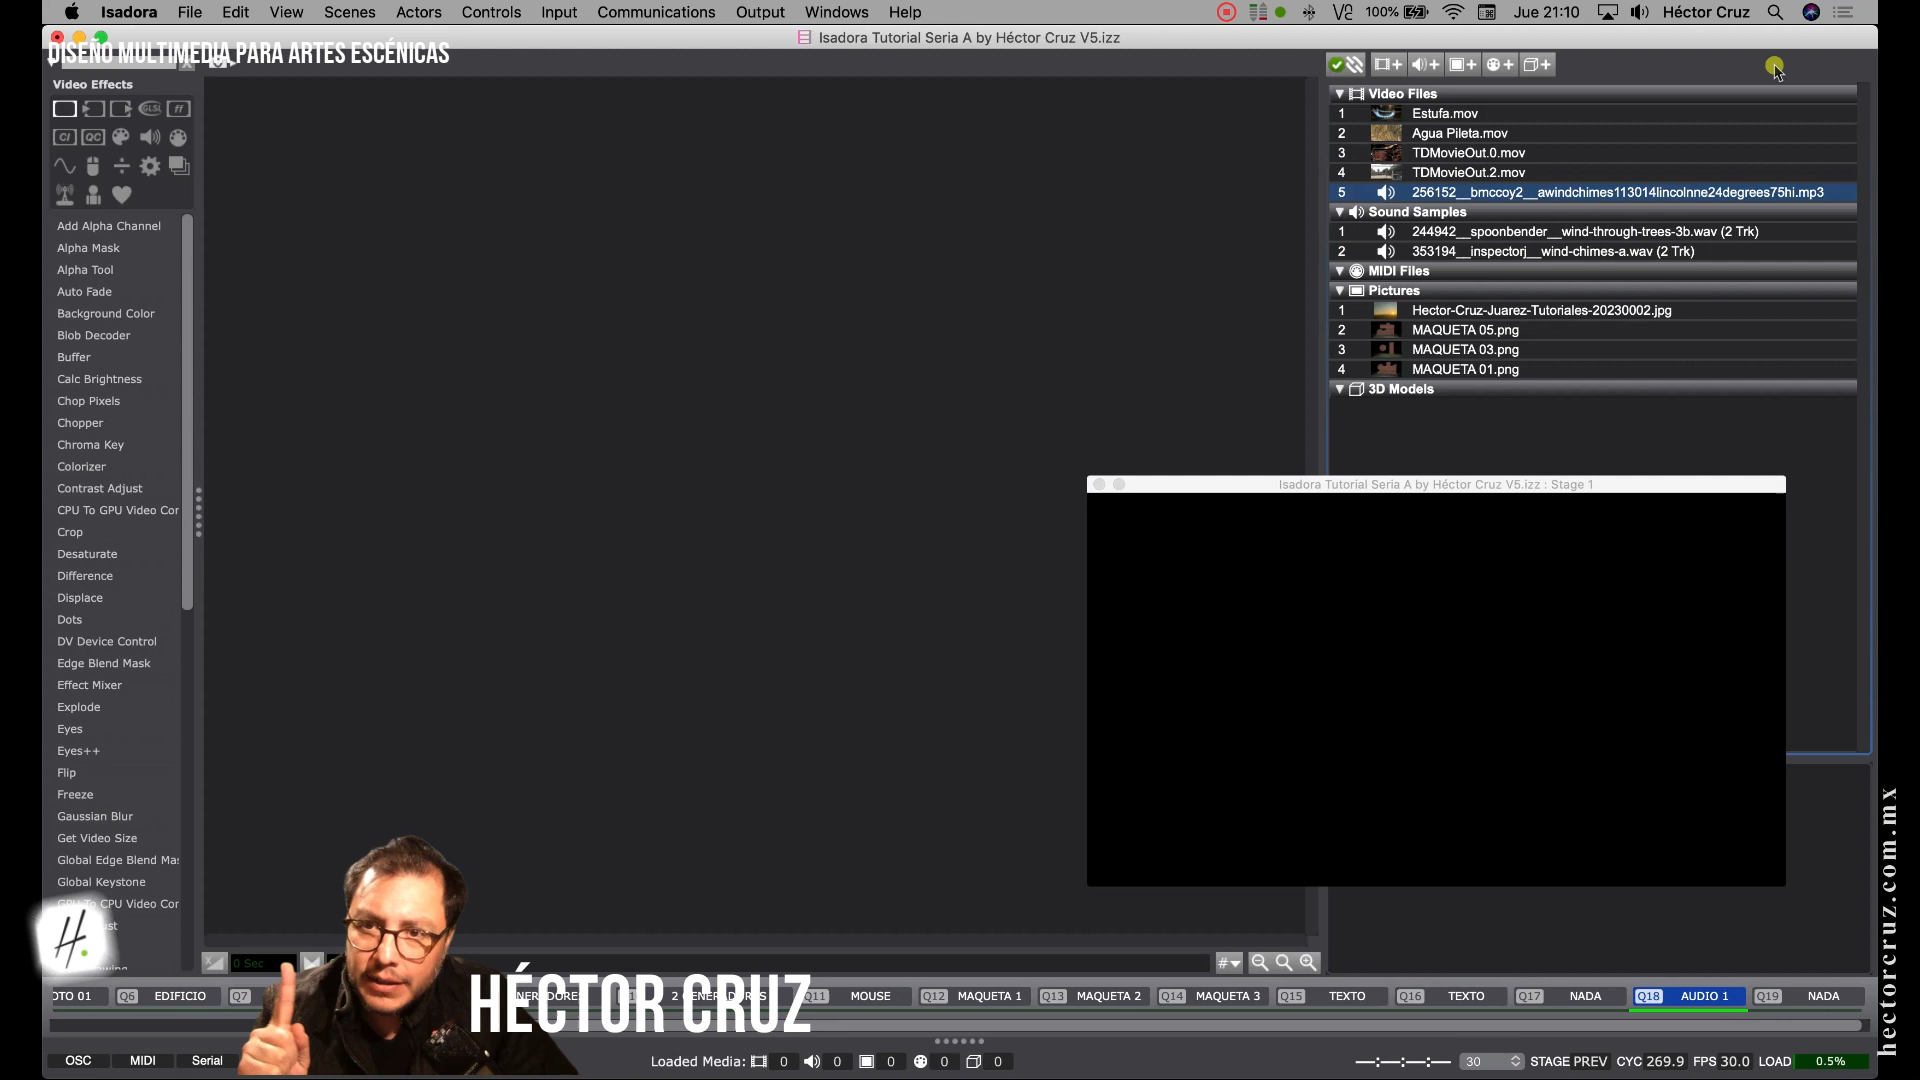 Isadora File Edit View Scenes Actors Controls Input Communications Output Windows Help
100% Jue 21:10 Héctor Cruz
Isadora Tutorial Seria A by Héctor Cruz V5.izz
DISEÑO MULTIMEDIA PARA ARTES ESCÉNICAS
Video Effects
GLSL ff
CI QC
Add Alpha Channel
Alpha Mask
Alpha Tool
Auto Fade
Background Color
Blob Decoder
Buffer
Calc Brightness
Chop Pixels
Chopper
Chroma Key
Colorizer
Contrast Adjust
CPU To GPU Video Cor
Crop
Desaturate
Difference
Displace
Dots
DV Device Control
Edge Blend Mask
Effect Mixer
Explode
Eyes
Eyes++
Flip
Freeze
Gaussian Blur
Get Video Size
Global Edge Blend Ma
Global Keystone
GPU To CPU Video Cor
Video Files
1 Estufa.mov
2 Agua Pileta.mov
3 TDMovieOut.0.mov
4 TDMovieOut.2.mov
5 256152__bmccoy2__awindchimes113014lincolnne24degrees75hi.mp3
Sound Samples
1 244942__spoonbender__wind-through-trees-3b.wav (2 Trk)
2 353194__inspectorj__wind-chimes-a.wav (2 Trk)
MIDI Files
Pictures
1 Hector-Cruz-Juarez-Tutoriales-20230002.jpg
2 MAQUETA 05.png
3 MAQUETA 03.png
4 MAQUETA 01.png
3D Models
Isadora Tutorial Seria A by Héctor Cruz V5.izz : Stage 1
hectorcruz.com.mx
H.
0 Sec
#
OTO 01 Q6 EDIFICIO Q7 Q11 MOUSE Q12 MAQUETA 1 Q13 MAQUETA 2 Q14 MAQUETA 3 Q15 TEXTO Q16 TEXTO Q17 NADA Q18 AUDIO 1 Q19 NADA
HÉCTOR CRUZ
OSC MIDI Serial Loaded Media: 0 0 0 0 0 30 STAGE PREV CYC 269.9 FPS 30.0 LOAD 0.5%